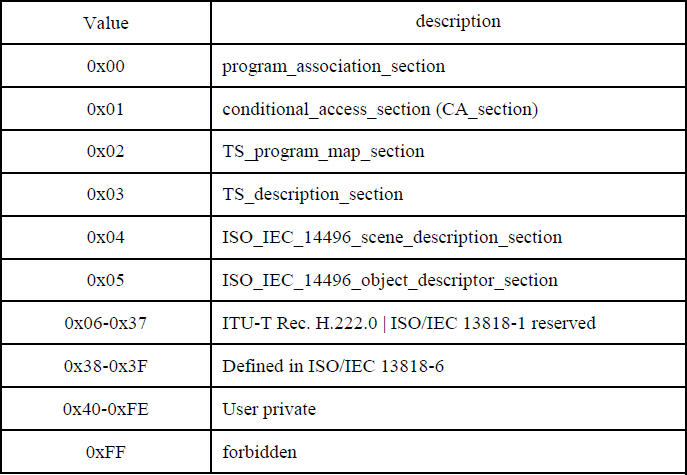 Value description
0x00 program_association_section
0x01 conditional_access_section (CA_section)
0x02 TS_program_map_section
0x03 TS_description_section
0x04 ISO_IEC_14496_scene_description_section
0x05 ISO_IEC_14496_object_descriptor_section
0x06-0x37 ITU-T Rec. H.222.0 | ISO/IEC 13818-1 reserved
0x38-0x3F Defined in ISO/IEC 13818-6
0x40-0xFE User private
0xFF forbidden